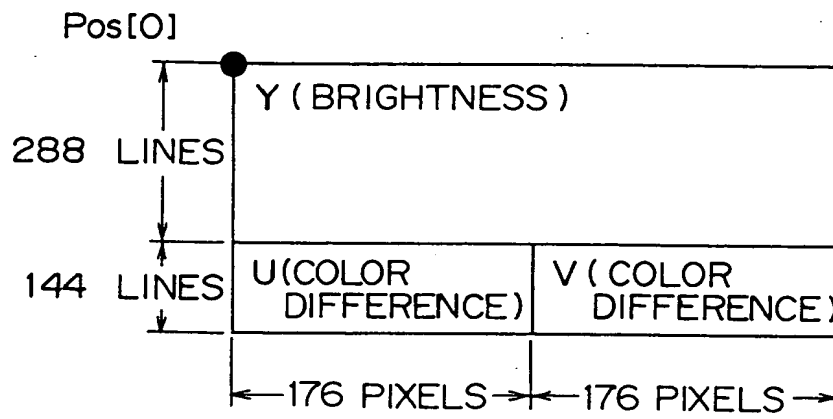 Pos[0]
Y (BRIGHTNESS)
288 LINES
144 LINES
U(COLOR
DIFFERENCE)
V (COLOR
DIFFERENCE)
176 PIXELS
176 PIXELS